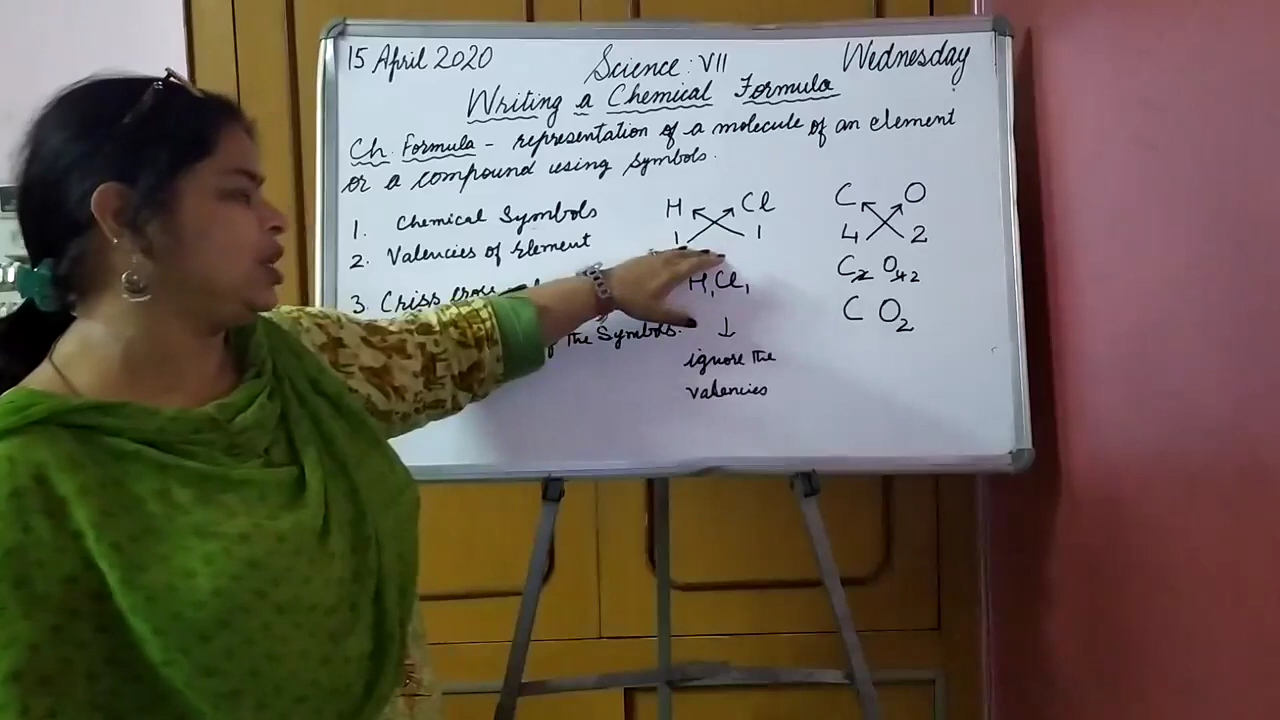 15 April 2020 Science: VII Wednesday
Writing a Chemical Formula
Ch. Formula - representation of a molecule of an element
or a compound using symbols.
1. Chemical Symbols
2. Valencies of Element
3. Criss Cross
of the Symbols.
H Cl
1 1
H1Cl1
↓
ignore the
valencies
C O
4 2
C2 O42
C O2